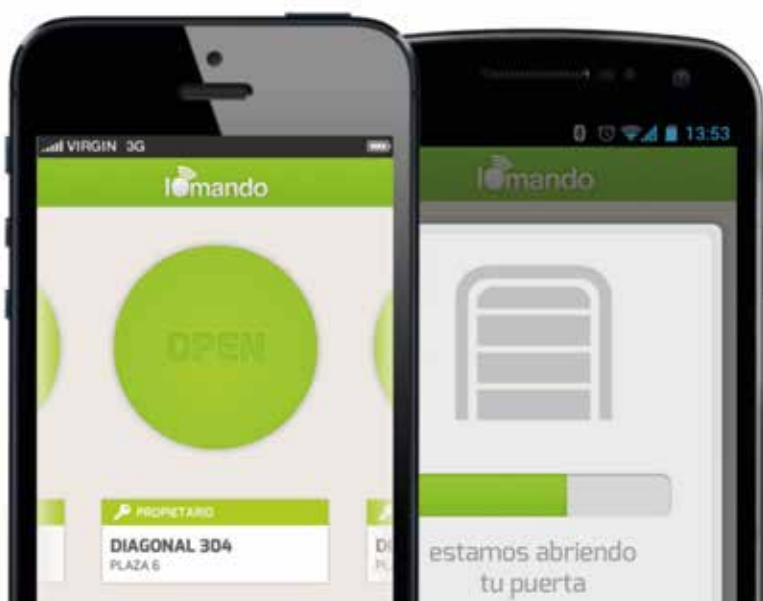 VIRGIN 3G
lomando
OPEN
PROPIETARIO
DIAGONAL 304
PLAZA 6
13:53
lomando
estamos abriendo
tu puerta